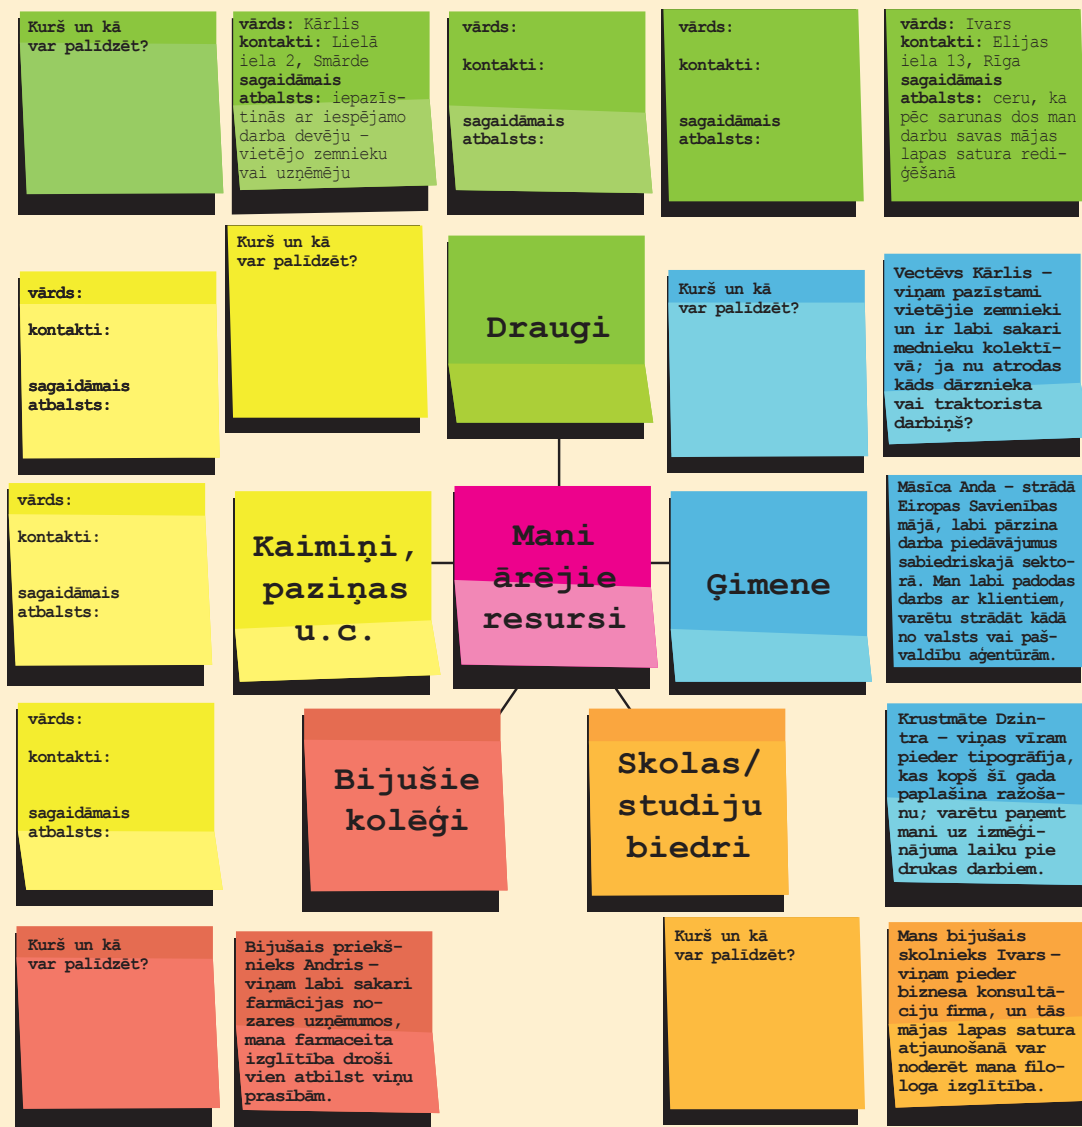 Kurš un kā
var palīdzēt?
vārds: Kārlis
kontakti: Lielā
iela 2, Smārde
sagaidāmais
atbalsts: iepazīs-
tinās ar iespējamo
darba devēju –
vietējo zemnieku
vai uzņēmēju
vārds:
kontakti:
sagaidāmais
atbalsts:
vārds:
kontakti:
sagaidāmais
atbalsts:
vārds: Ivars
kontakti: Elijas
iela 13, Rīga
sagaidāmais
atbalsts: ceru, ka
pēc sarunas dos man
darbu savas mājas
lapas satura redi-
ģēšanā
vārds:
kontakti:
sagaidāmais
atbalsts:
Kurš un kā
var palīdzēt?
Draugi
Kurš un kā
var palīdzēt?
Vectēvs Kārlis –
viņam pazīstami
vietējie zemnieki
un ir labi sakari
mednieku kolektī-
vā; ja nu atrodas
kāds dārznieka
vai traktorista
darbiņš?
vārds:
kontakti:
sagaidāmais
atbalsts:
Kaimiņi,
paziņas
u.c.
Mani
ārējie
resursi
Ģimene
Māsīca Anda – strādā
Eiropas Savienības
mājā, labi pārzina
darba piedāvājumus
sabiedriskajā sekto-
rā. Man labi padodas
darbs ar klientiem,
varētu strādāt kādā
no valsts vai paš-
valdību aģentūrām.
vārds:
kontakti:
sagaidāmais
atbalsts:
Bijušie
kolēģi
Skolas/
studiju
biedri
Krustmāte Dzin-
tra – viņas vīram
pieder tipogrāfija,
kas kopš šī gada
paplašina ražoša-
nu; varētu paņemt
mani uz izmēģi-
nājuma laiku pie
drukas darbiem.
Kurš un kā
var palīdzēt?
Bijušais priekš-
nieks Andris –
viņam labi sakari
farmācijas no-
zares uzņēmumos,
mana farmaceita
izglītība droši
vien atbilst viņu
prasībām.
Kurš un kā
var palīdzēt?
Mans bijušais
skolnieks Ivars –
viņam pieder
biznesa konsultā-
ciju firma, un tās
mājas lapas satura
atjaunošanā var
noderēt mana filo-
loga izglītība.